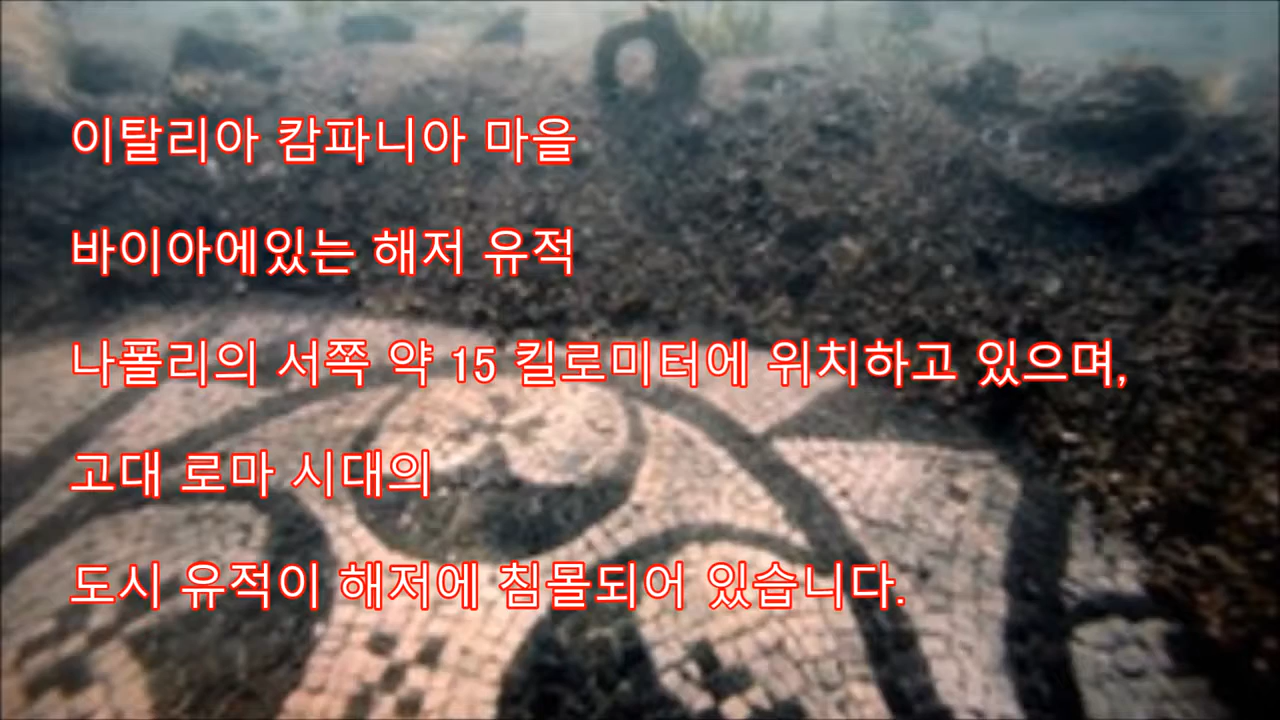 이탈리아 캄파니아 마을
바이아에있는 해저 유적
나폴리의 서쪽 약 15 킬로미터에 위치하고 있으며,
고대 로마 시대의
도시 유적이 해저에 침몰되어 있습니다.